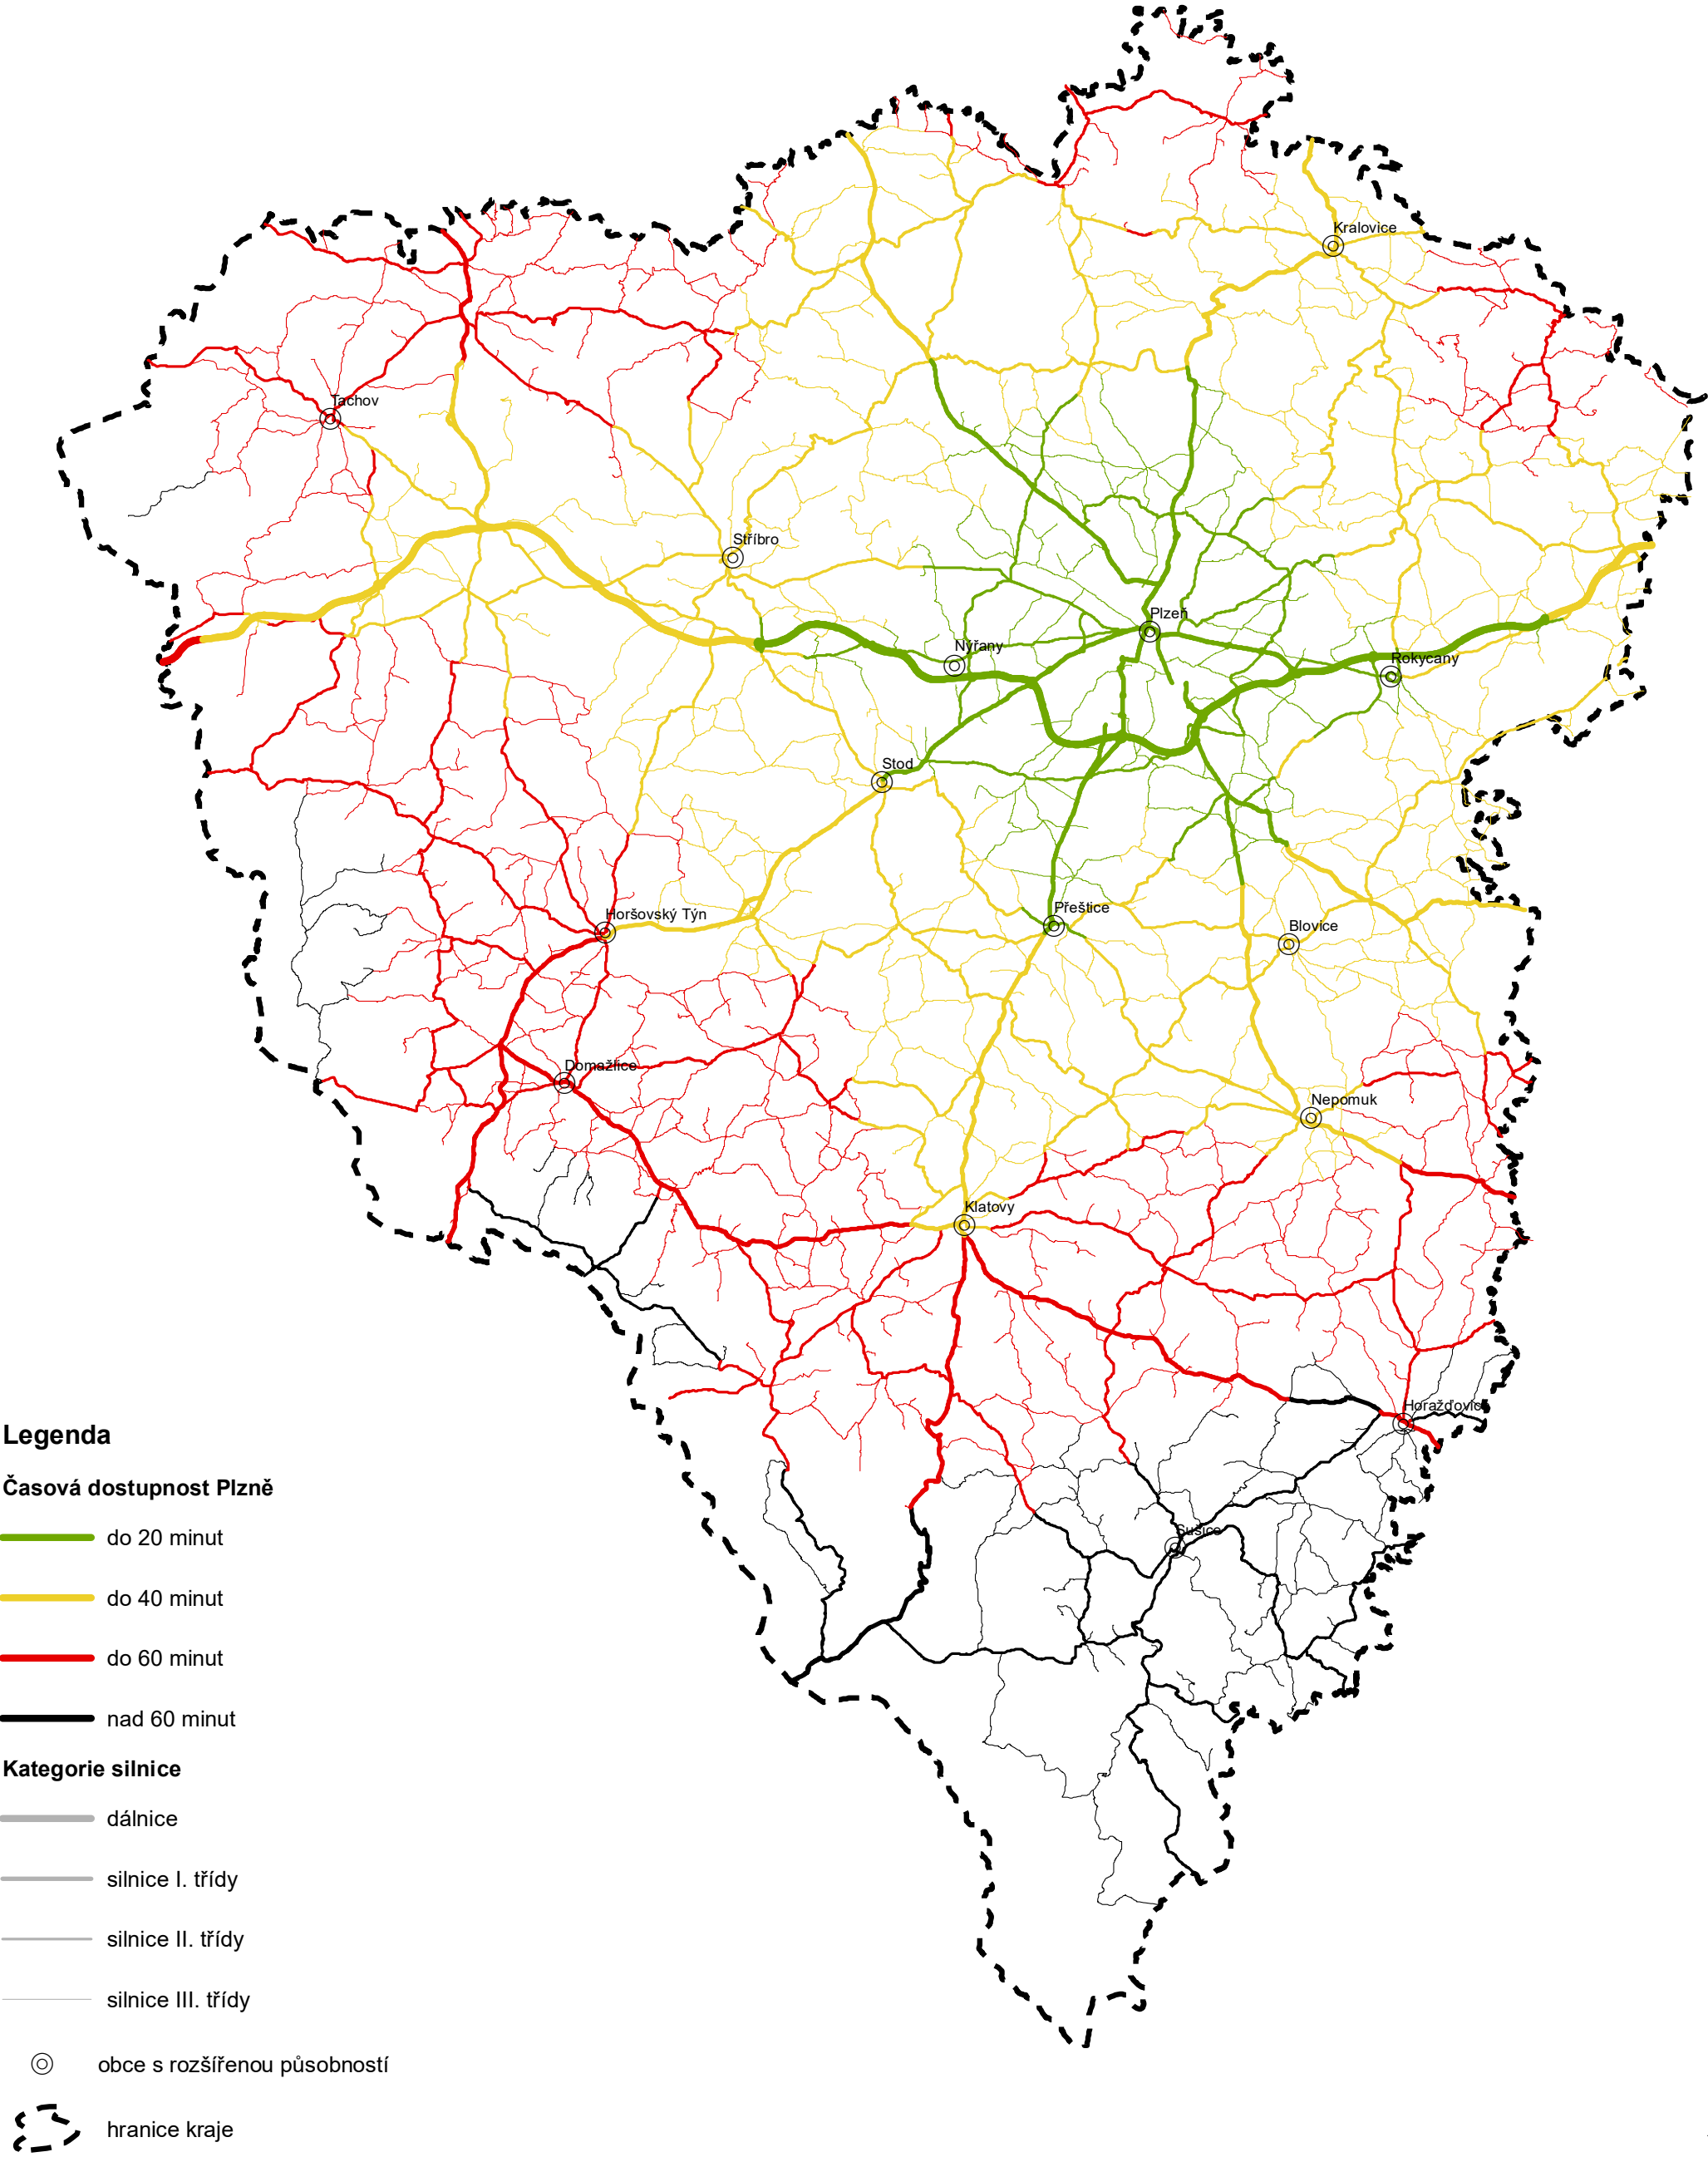 Kralovice
Tachov
Stříbro
Plzeň
Nýřany
Rokycany
Stod
Přeštice
Horšovský Týn
Blovice
Domažlice
Nepomuk
Klatovy
Horažďovic
Sušice
Legenda
Časová dostupnost Plzně
do 20 minut
do 40 minut
do 60 minut
nad 60 minut
Kategorie silnice
dálnice
silnice I. třídy
silnice II. třídy
silnice III. třídy
obce s rozšířenou působností
hranice kraje